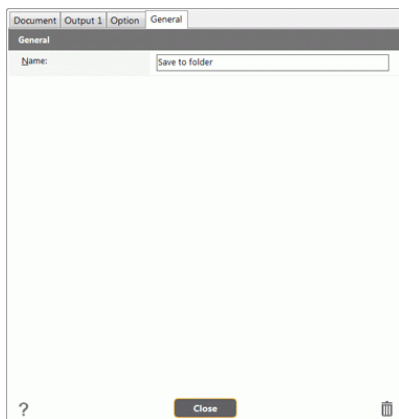 Document Output 1 Option General
General
Name: Save to folder
? Close